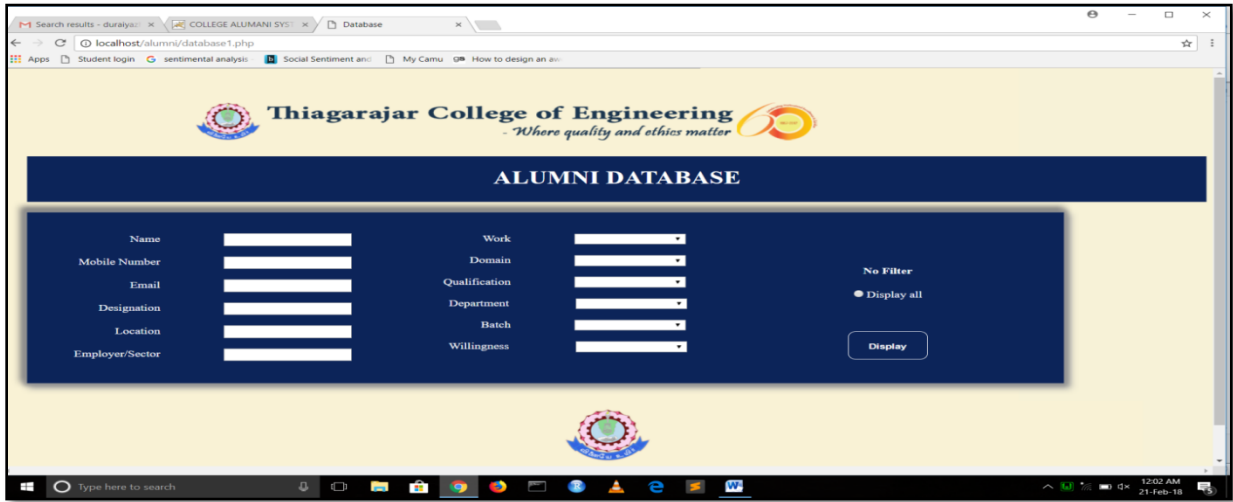 Search results - duraiyaz
COLLEGE ALUMANI SYST
Database
localhost/alumni/database1.php
Apps Student login sentimental analysis Social Sentiment and My Camu How to design an aw
Thiagarajar College of Engineering
- Where quality and ethics matter
ALUMNI DATABASE
Name
Mobile Number
Email
Designation
Location
Employer/Sector
Work
Domain
Qualification
Department
Batch
Willingness
No Filter
Display all
Display
Type here to search
12:02 AM
21-Feb-18